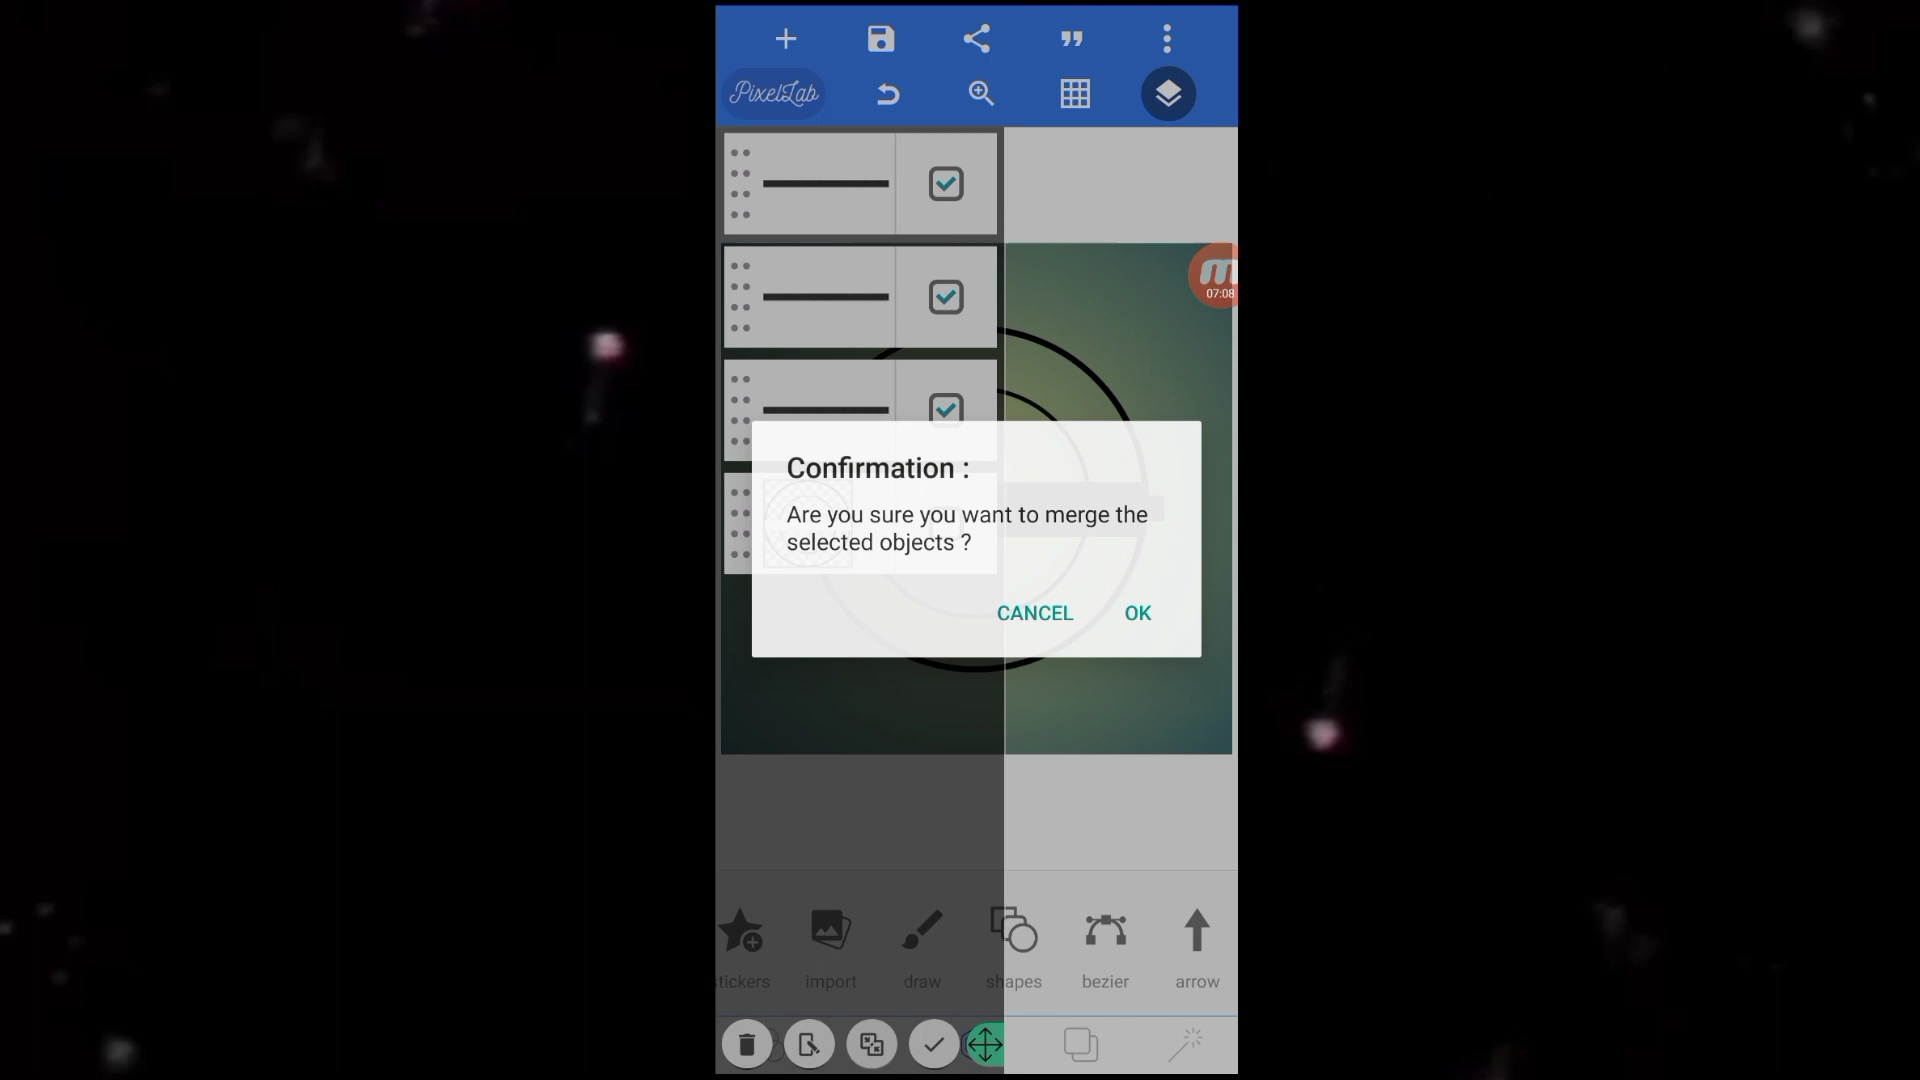 PixelLab
07:08
Confirmation :
Are you sure you want to merge the
selected objects ?
CANCEL OK
stickers import draw shapes bezier arrow